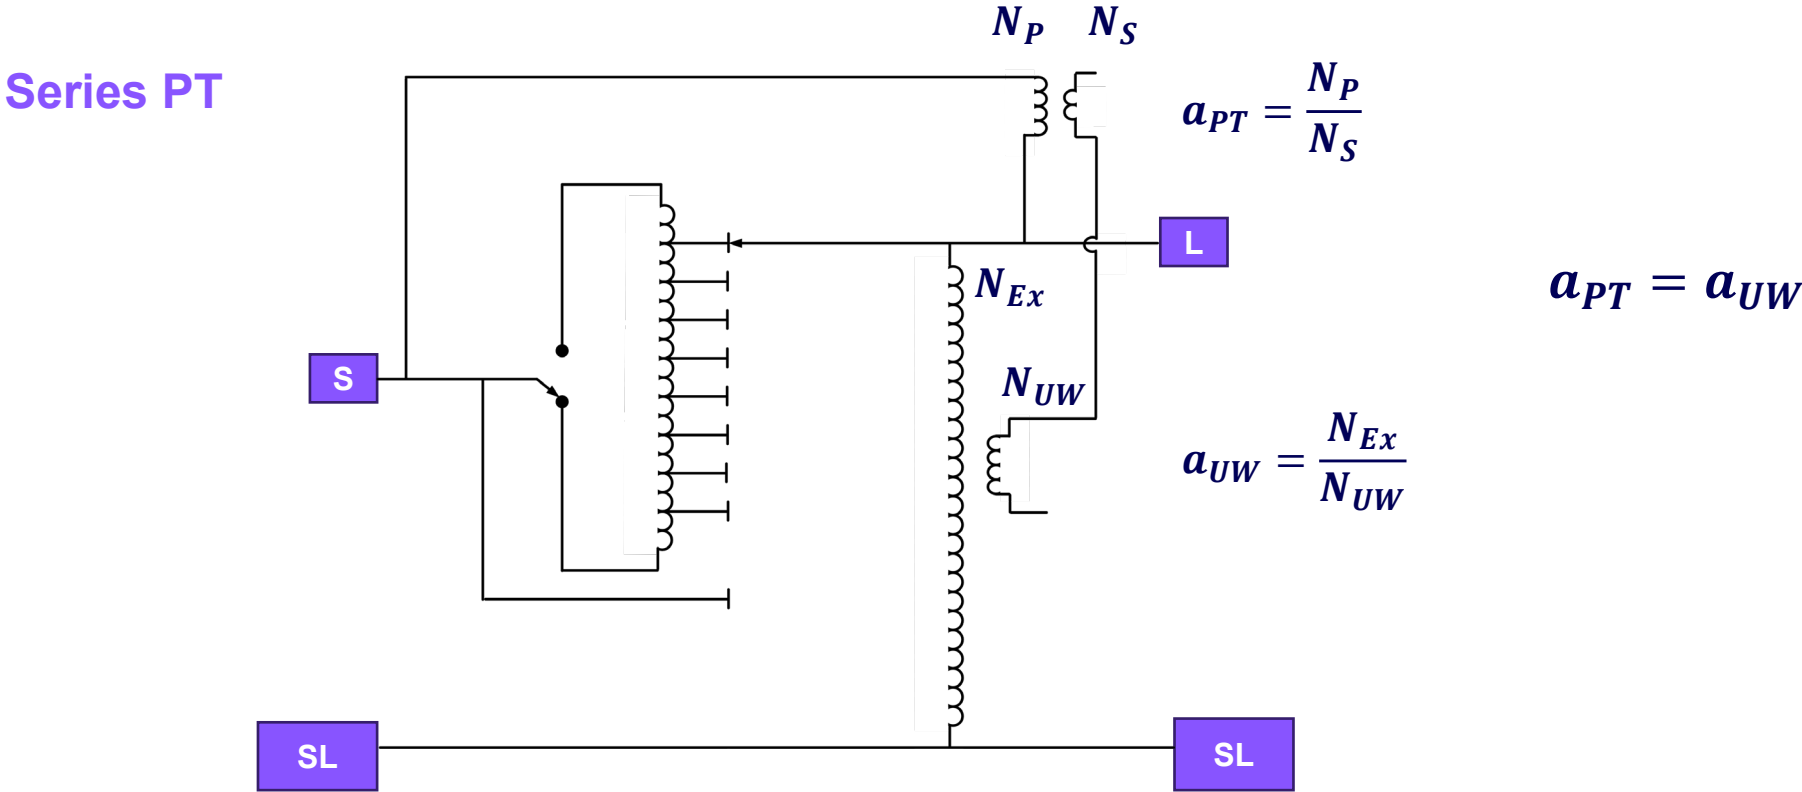 N_P N_S
Series PT
a_PT = N_P / N_S
L
N_Ex
a_PT = a_UW
S
N_UW
a_UW = N_Ex / N_UW
SL
SL